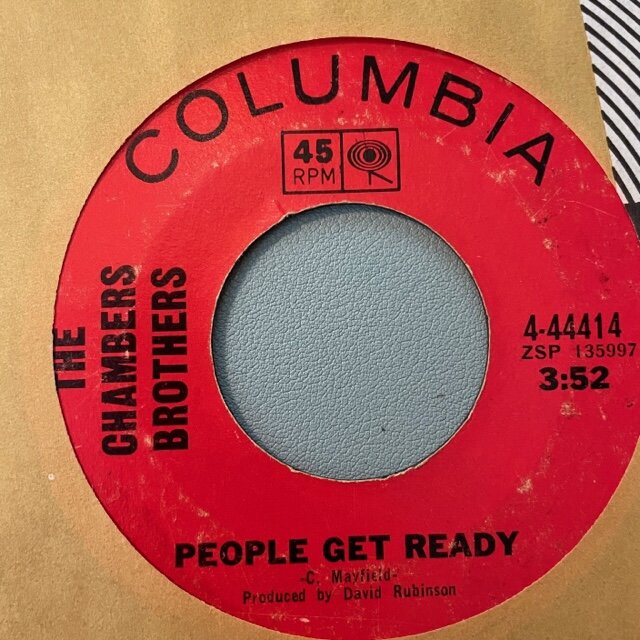 COLUMBIA
45
RPM
THE
CHAMBERS
BROTHERS
4-44414
ZSP 135997
3:52
PEOPLE GET READY
-C. Mayfield-
Produced by David Rubinson